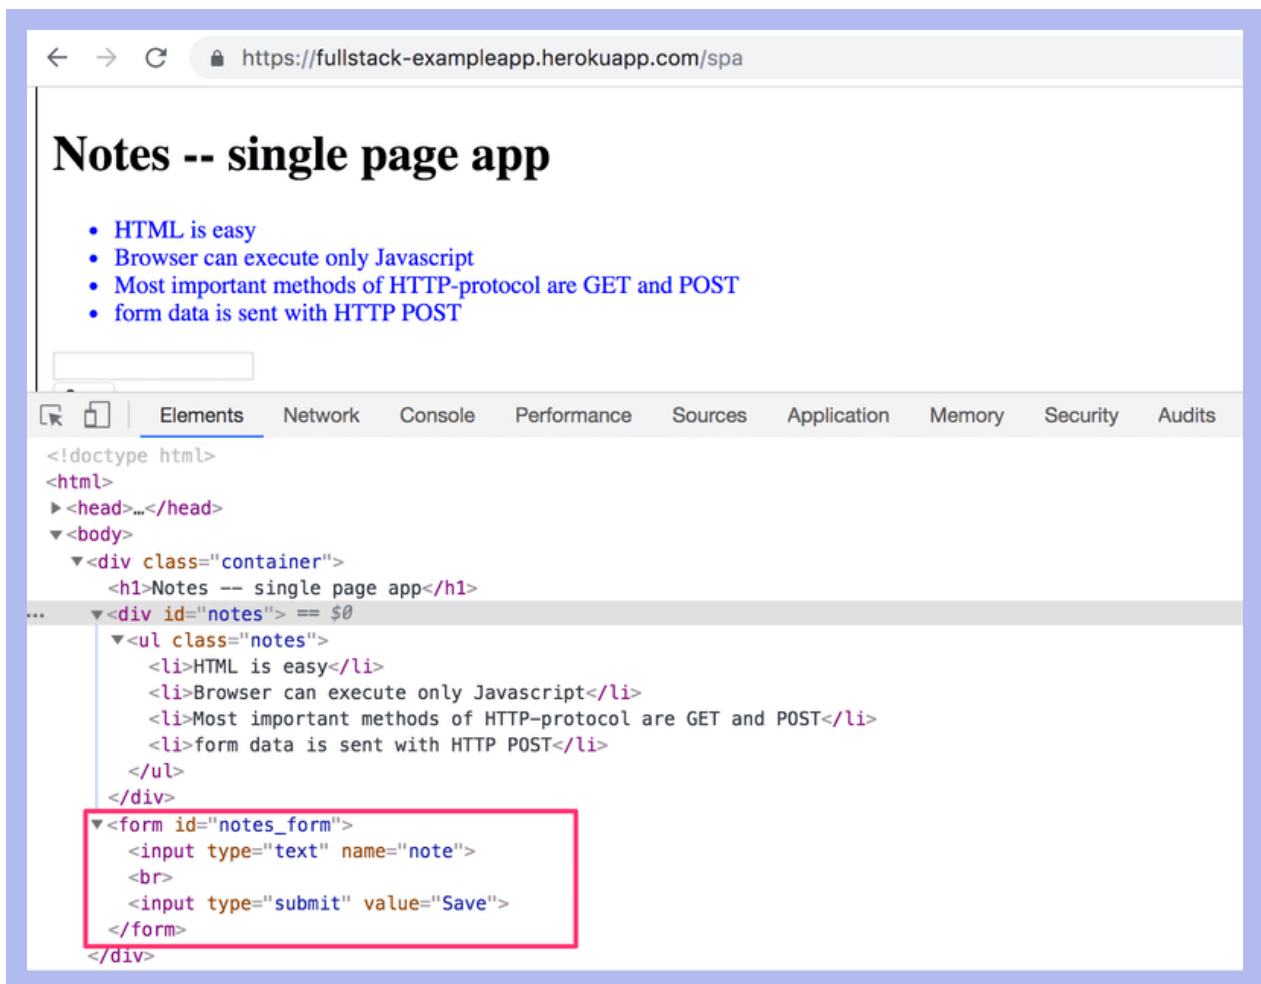 https://fullstack-exampleapp.herokuapp.com/spa
Notes -- single page app
• HTML is easy
• Browser can execute only Javascript
• Most important methods of HTTP-protocol are GET and POST
• form data is sent with HTTP POST
Elements Network Console Performance Sources Application Memory Security Audits
<!doctype html>
<html>
▶<head>…</head>
▼<body>
▼<div class="container">
<h1>Notes -- single page app</h1>
… ▼<div id="notes"> == $0
▼<ul class="notes">
<li>HTML is easy</li>
<li>Browser can execute only Javascript</li>
<li>Most important methods of HTTP-protocol are GET and POST</li>
<li>form data is sent with HTTP POST</li>
</ul>
</div>
▼<form id="notes_form">
<input type="text" name="note">
<br>
<input type="submit" value="Save">
</form>
</div>